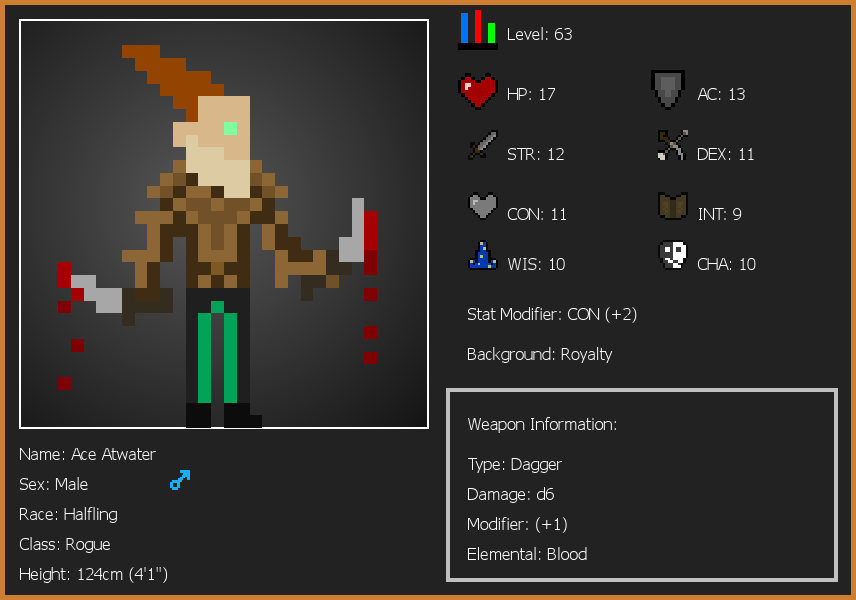 Level: 63
HP: 17
AC: 13
STR: 12
DEX: 11
CON: 11
INT: 9
WIS: 10
CHA: 10
Stat Modifier: CON (+2)
Background: Royalty
Weapon Information:
Type: Dagger
Damage: d6
Modifier: (+1)
Elemental: Blood
Name: Ace Atwater
Sex: Male
Race: Halfling
Class: Rogue
Height: 124cm (4'1")